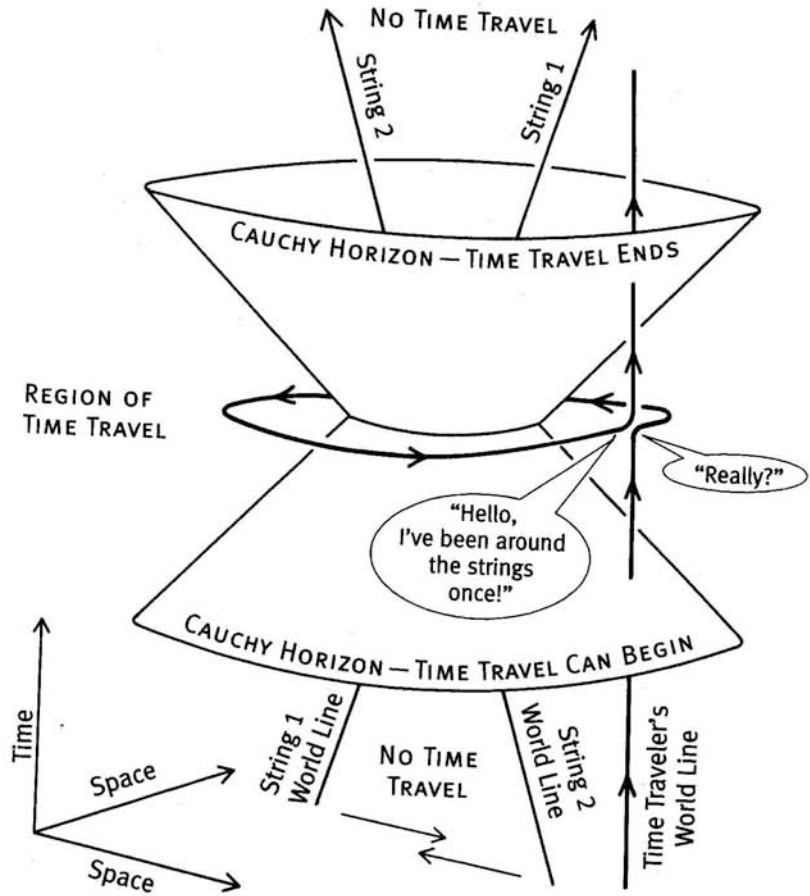 NO TIME TRAVEL
String 2
String 1
CAUCHY HORIZON — TIME TRAVEL ENDS
REGION OF
TIME TRAVEL
"Really?"
"Hello,
I've been around
the strings
once!"
CAUCHY HORIZON — TIME TRAVEL CAN BEGIN
Time
Space
Space
String 1
World Line
NO TIME
TRAVEL
String 2
World Line
Time Traveler's
World Line